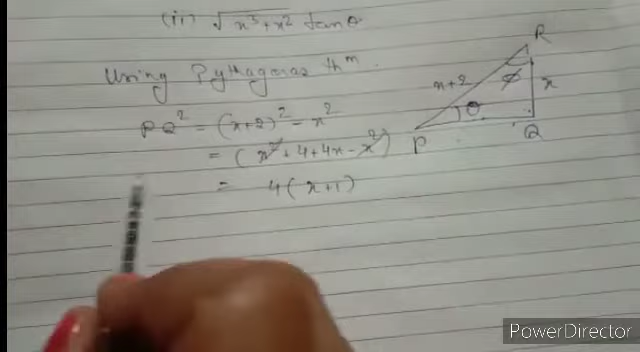 (ii) √x³+x² tan θ
Using Pythagoras thᵐ.
PQ² = (x+2)² - x²
= (x² + 4 + 4x - x²)
= 4(x+1)
R
x+2
φ
x
θ
P
Q
PowerDirector